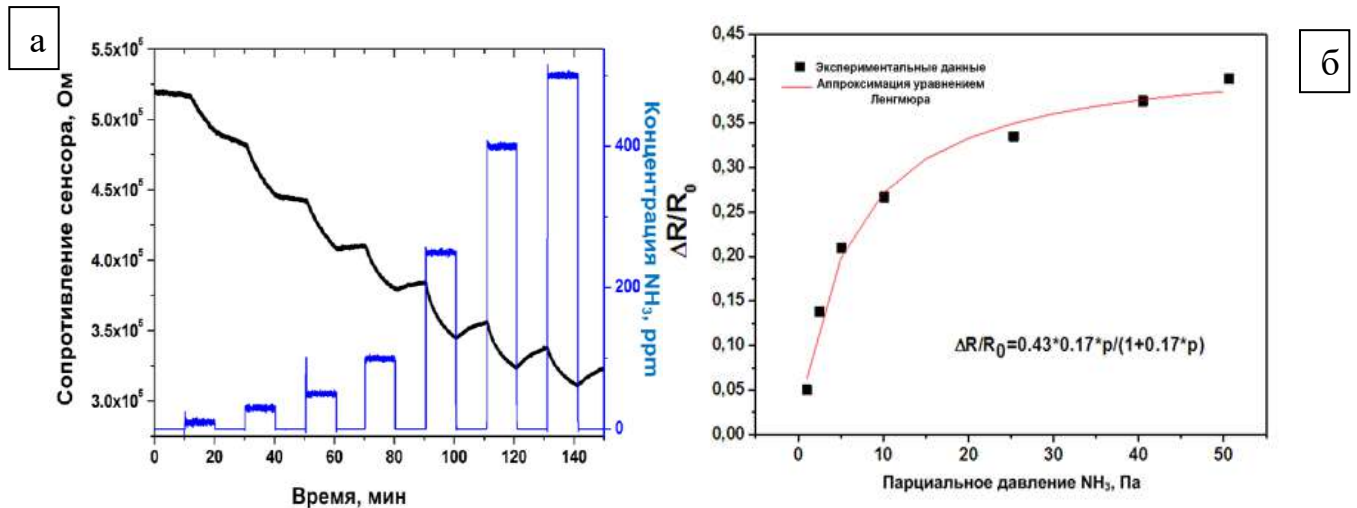 а
5.5x10⁵
5.0x10⁵
4.5x10⁵
4.0x10⁵
3.5x10⁵
3.0x10⁵
Сопротивление сенсора, Ом
0 20 40 60 80 100 120 140
Время, мин
400
200
0
Концентрация NH₃, ppm
б
0,45
0,40
0,35
0,30
0,25
0,20
0,15
0,10
0,05
0,00
ΔR/R₀
Экспериментальные данные
Аппроксимация уравнением
Ленгмюра
ΔR/R₀=0.43*0.17*p/(1+0.17*p)
0 10 20 30 40 50
Парциальное давление NH₃, Па